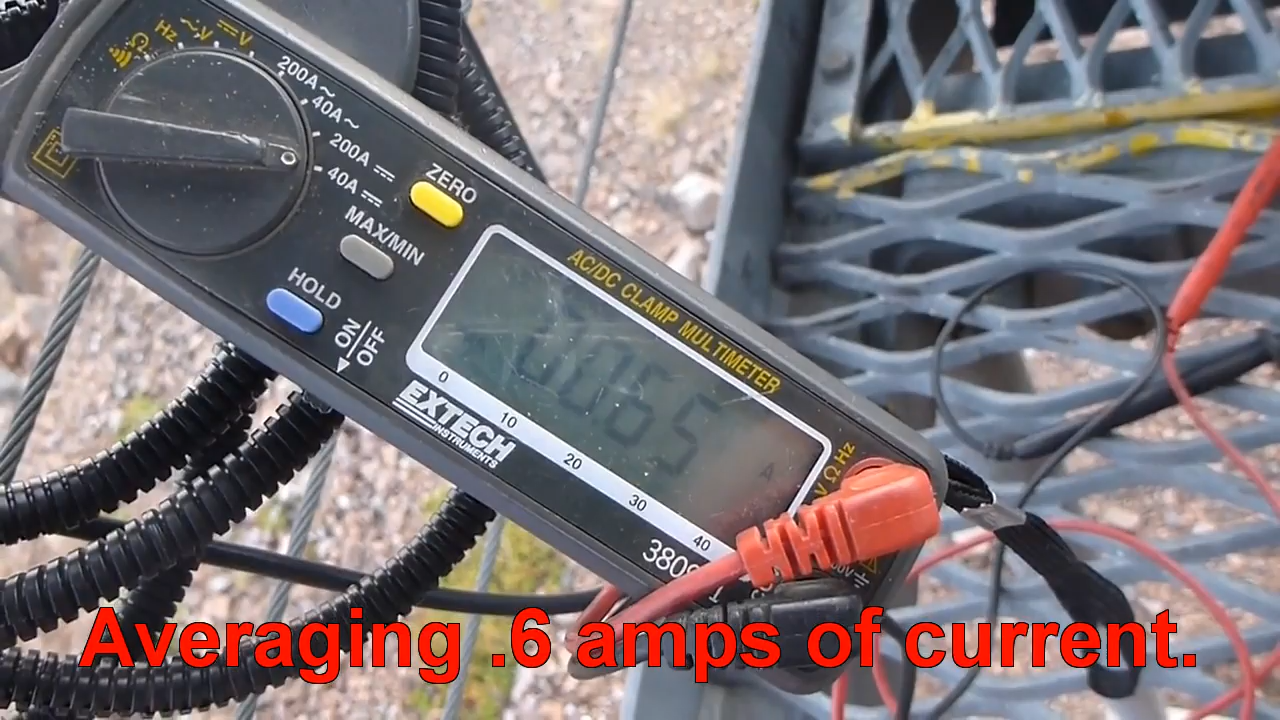 Hz ~ V ⎓ V
200A ~
40A ~
200A ⎓
40A ⎓
ZERO
MAX/MIN
HOLD
ON
OFF
AC/DC CLAMP MULTIMETER
A
0
10
20
30
40
EXTECH
INSTRUMENTS
V Ω Hz
Averaging .6 amps of current.